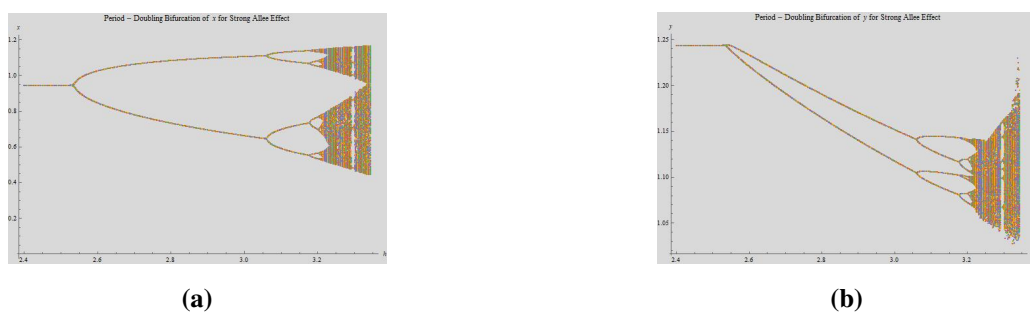 Period − Doubling Bifurcation of x for Strong Allee Effect
x
1.2
1.0
0.8
0.6
0.4
0.2
2.4 2.6 2.8 3.0 3.2 h
(a)
Period − Doubling Bifurcation of y for Strong Allee Effect
y
1.25
1.20
1.15
1.10
1.05
2.4 2.6 2.8 3.0 3.2
(b)